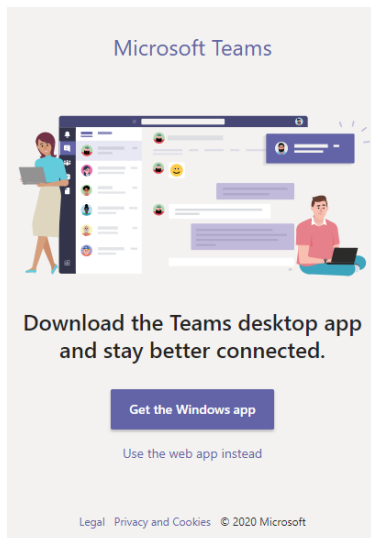 Microsoft Teams
Download the Teams desktop app
and stay better connected.
Get the Windows app
Use the web app instead
Legal Privacy and Cookies © 2020 Microsoft